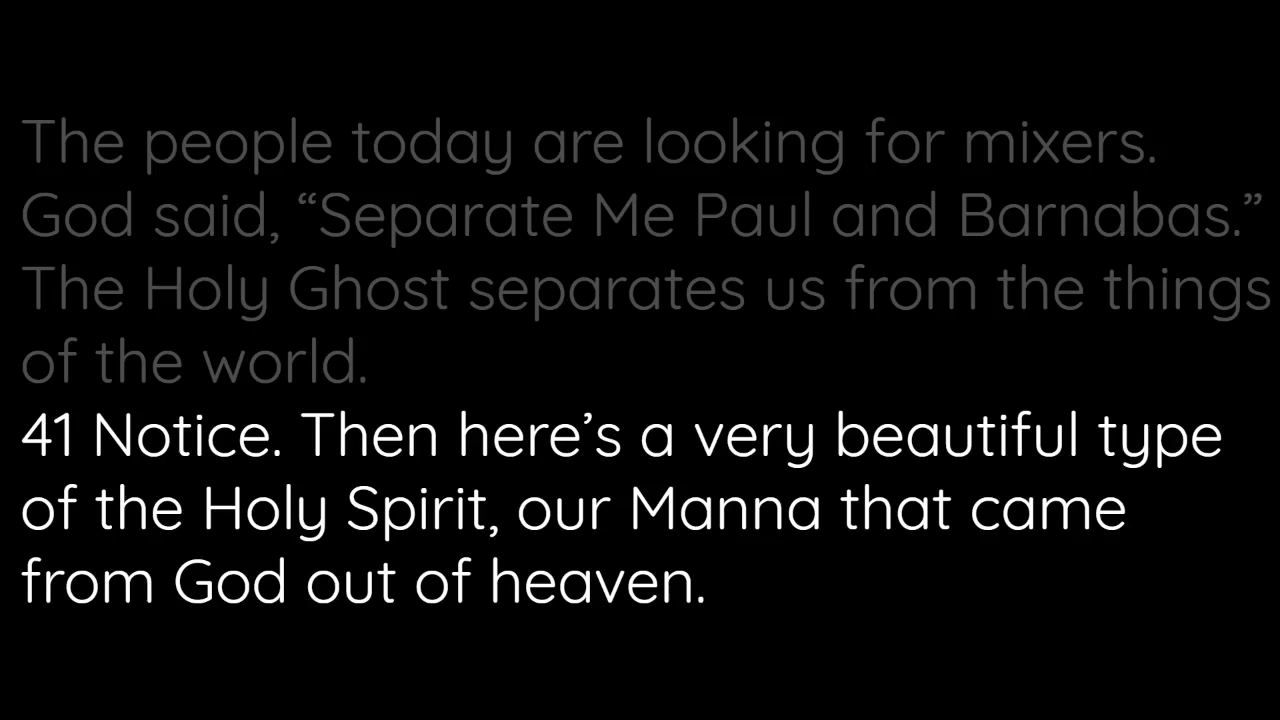 The people today are looking for mixers.
God said, “Separate Me Paul and Barnabas.”
The Holy Ghost separates us from the things
of the world.
41 Notice. Then here’s a very beautiful type
of the Holy Spirit, our Manna that came
from God out of heaven.